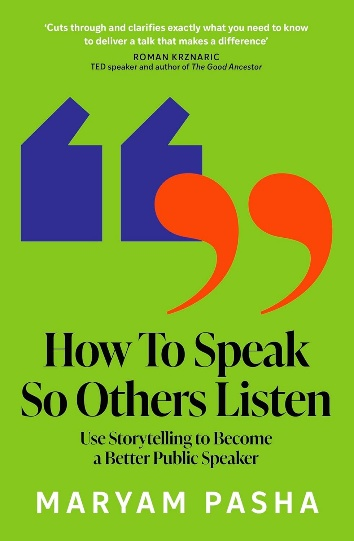 ‘Cuts through and clarifies exactly what you need to know
to deliver a talk that makes a difference’
ROMAN KRZNARIC
TED speaker and author of The Good Ancestor
How To Speak
So Others Listen
Use Storytelling to Become
a Better Public Speaker
MARYAM PASHA